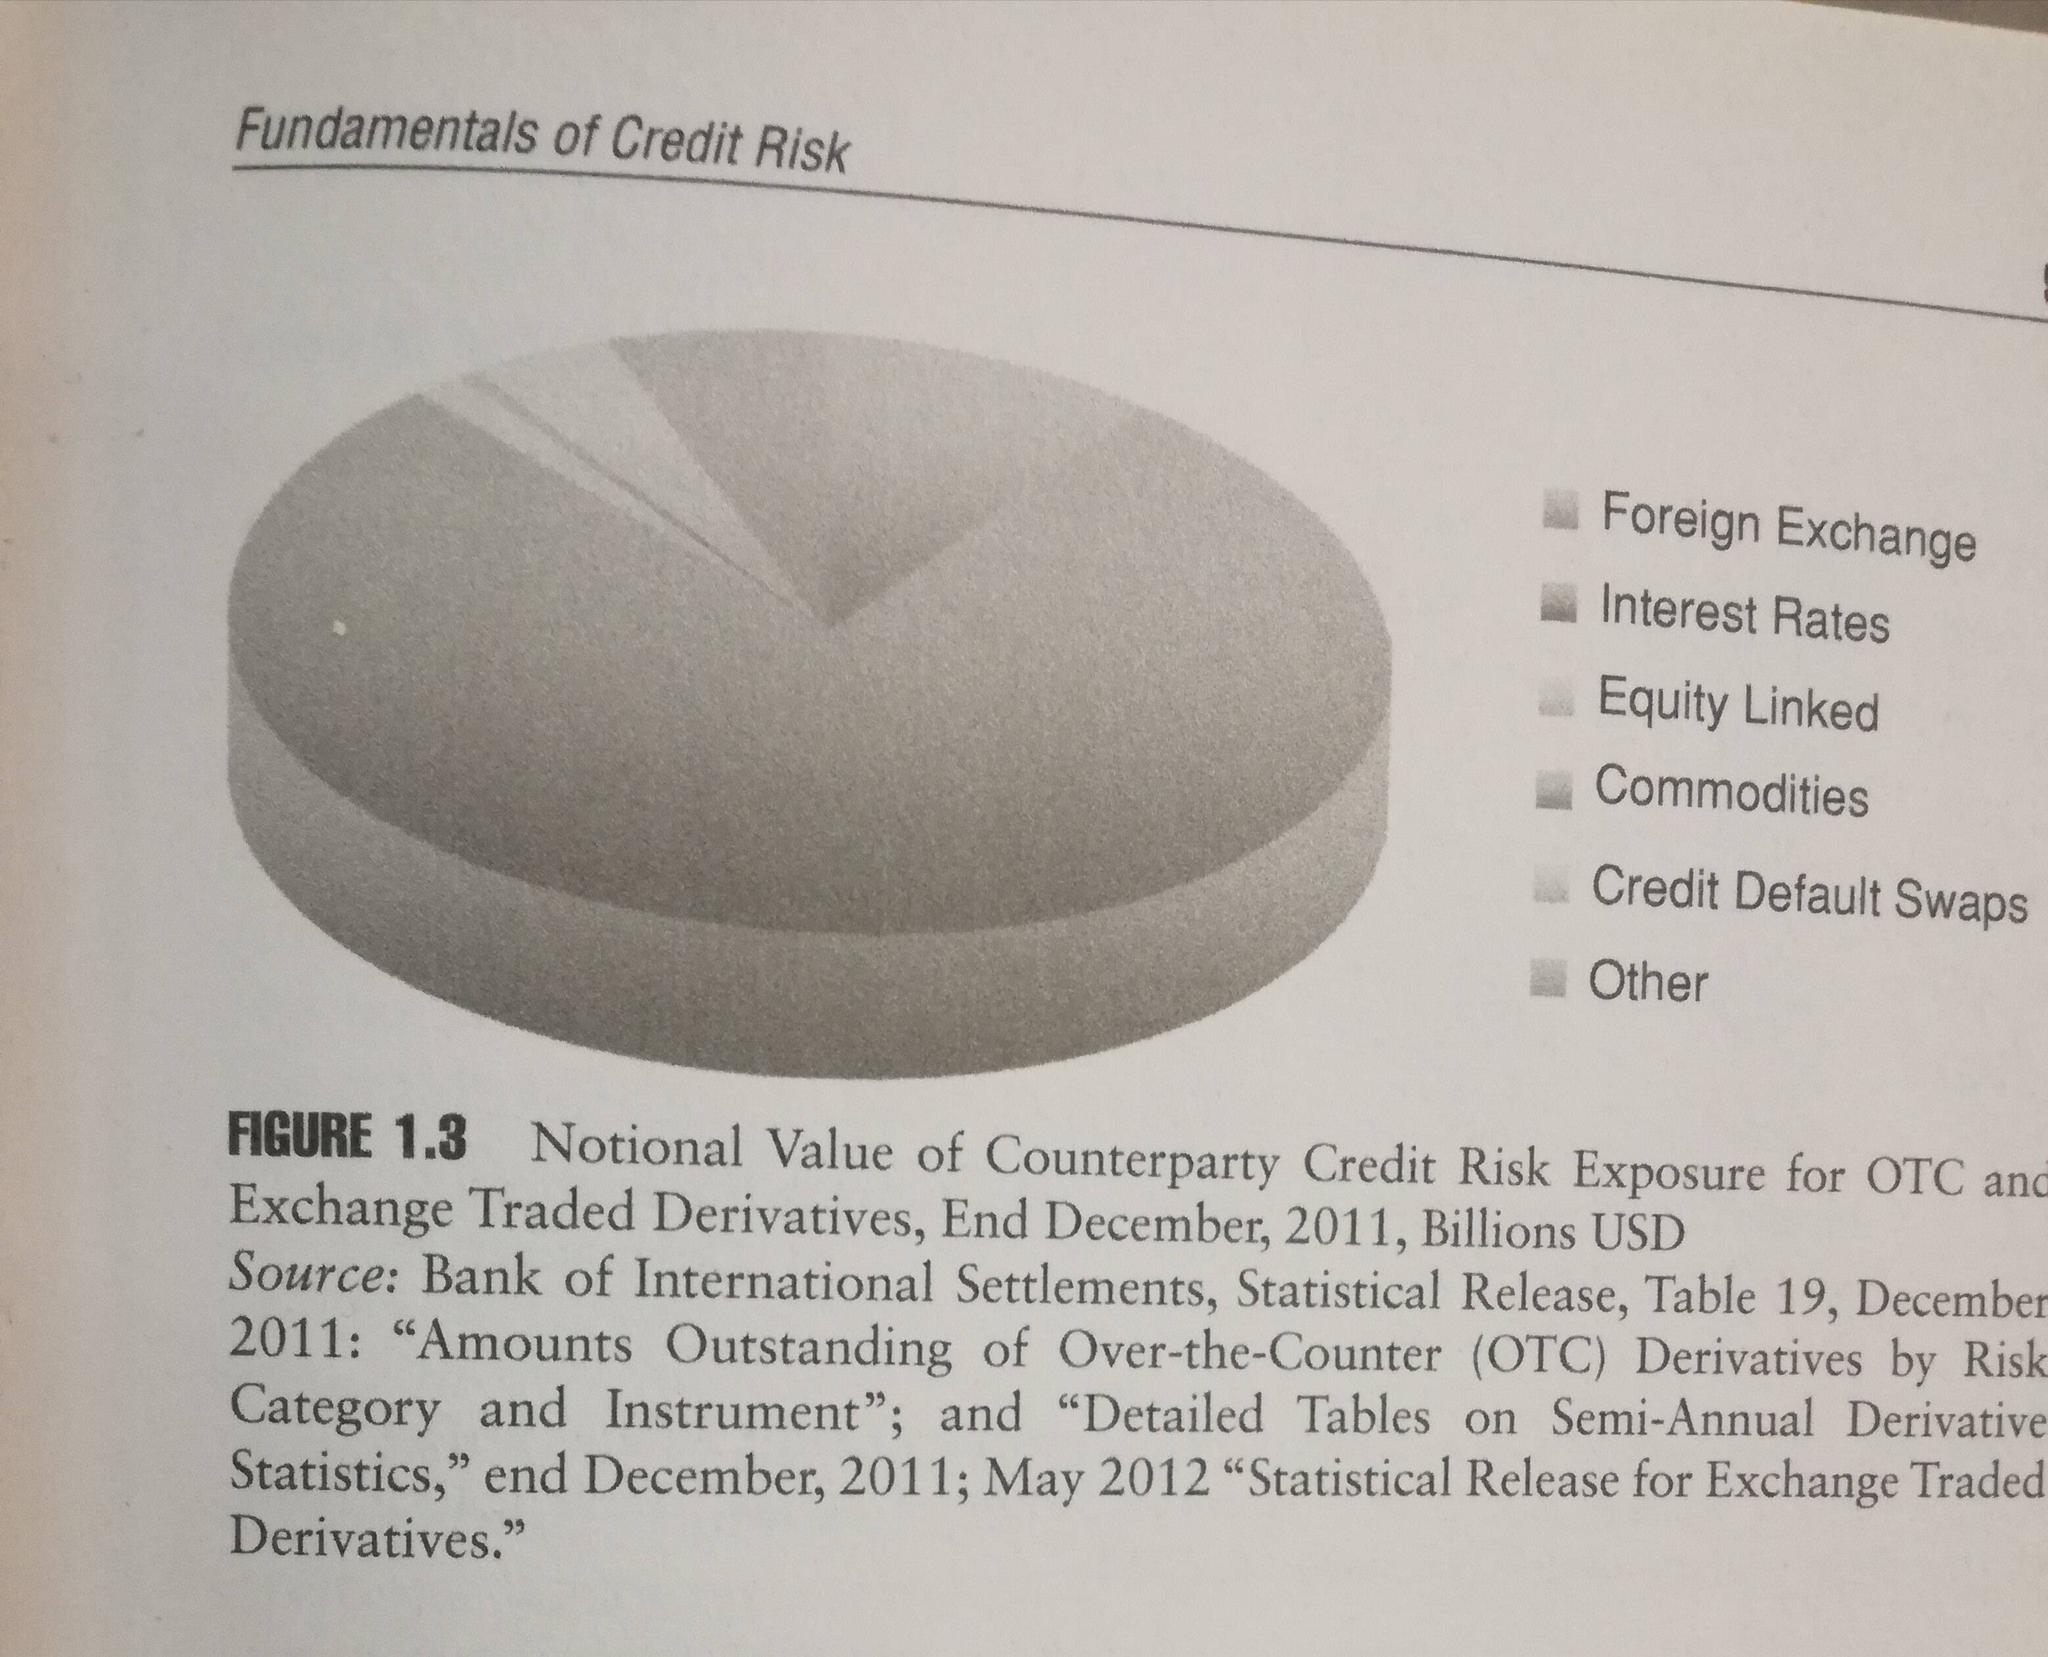 Fundamentals of Credit Risk
Foreign Exchange
Interest Rates
Equity Linked
Commodities
Credit Default Swaps
Other
FIGURE 1.3 Notional Value of Counterparty Credit Risk Exposure for OTC and
Exchange Traded Derivatives, End December, 2011, Billions USD
Source: Bank of International Settlements, Statistical Release, Table 19, December
2011: “Amounts Outstanding of Over-the-Counter (OTC) Derivatives by Risk
Category and Instrument”; and “Detailed Tables on Semi-Annual Derivative
Statistics,” end December, 2011; May 2012 “Statistical Release for Exchange Traded
Derivatives.”